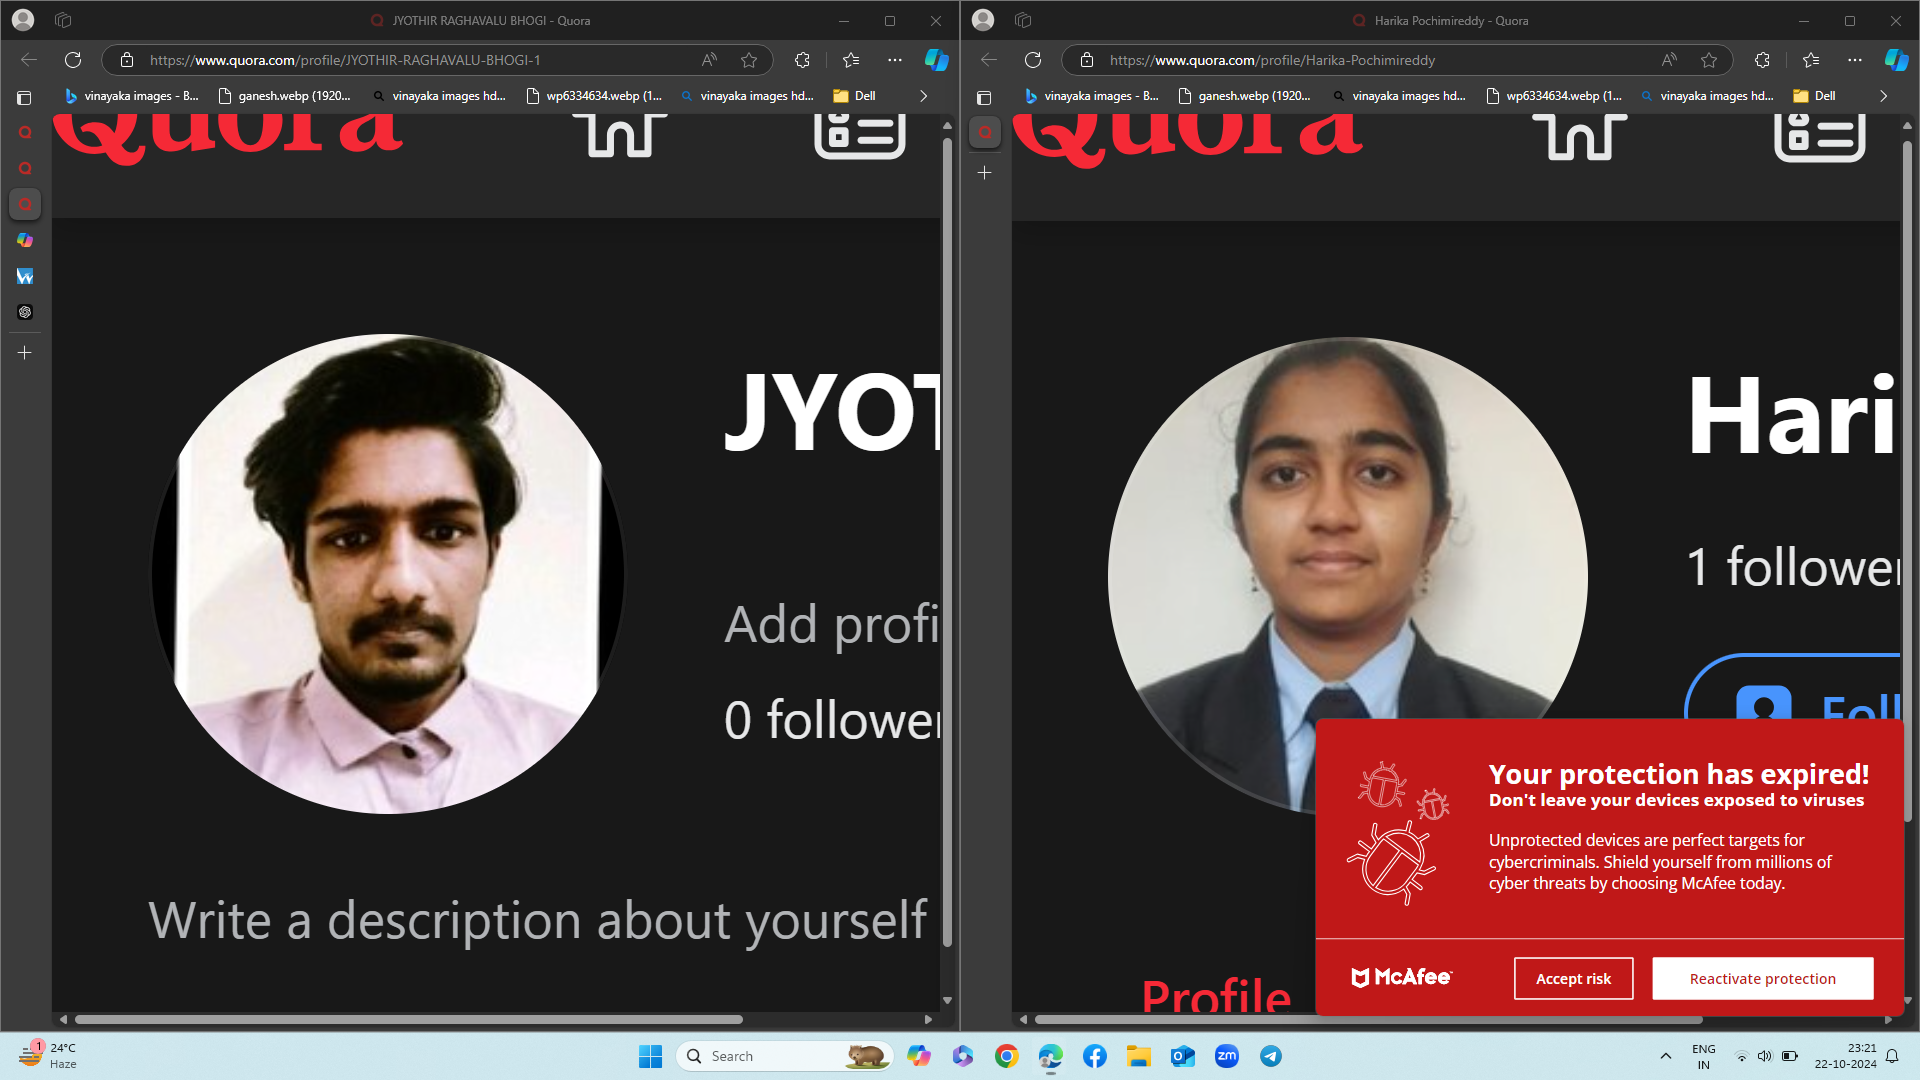 JYOTHIR RAGHAVALU BHOGI - Quora
https://www.quora.com/profile/JYOTHIR-RAGHAVALU-BHOGI-1
vinayaka images - B...
ganesh.webp (1920...
vinayaka images hd...
wp6334634.webp (1...
vinayaka images hd...
Dell
Quora
JYOT
Add profi
0 follower
Write a description about yourself
Harika Pochimireddy - Quora
https://www.quora.com/profile/Harika-Pochimireddy
vinayaka images - B...
ganesh.webp (1920...
vinayaka images hd...
wp6334634.webp (1...
vinayaka images hd...
Dell
Quora
Hari
1 follower
Foll
Profile
Your protection has expired!
Don't leave your devices exposed to viruses
Unprotected devices are perfect targets for
cybercriminals. Shield yourself from millions of
cyber threats by choosing McAfee today.
McAfee
Accept risk
Reactivate protection
1
24°C
Haze
Search
zm
ENG
IN
23:21
22-10-2024